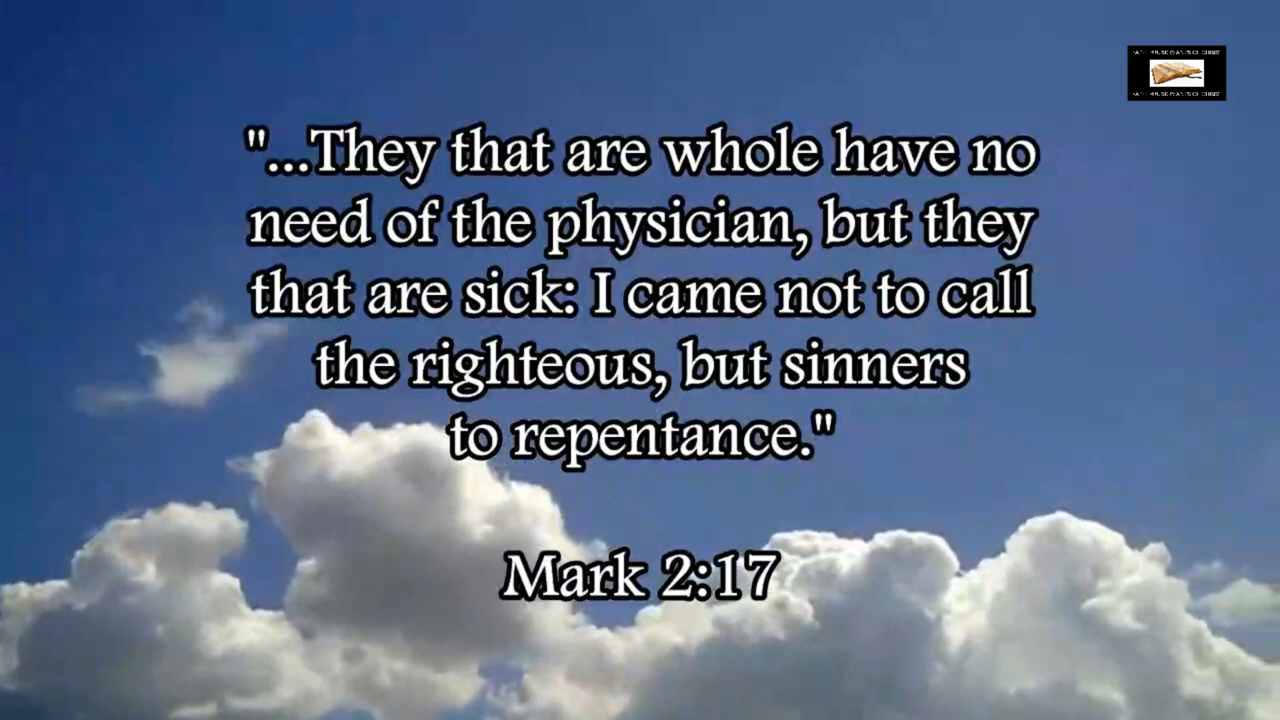 "...They that are whole have no
need of the physician, but they
that are sick: I came not to call
the righteous, but sinners
to repentance."
Mark 2:17